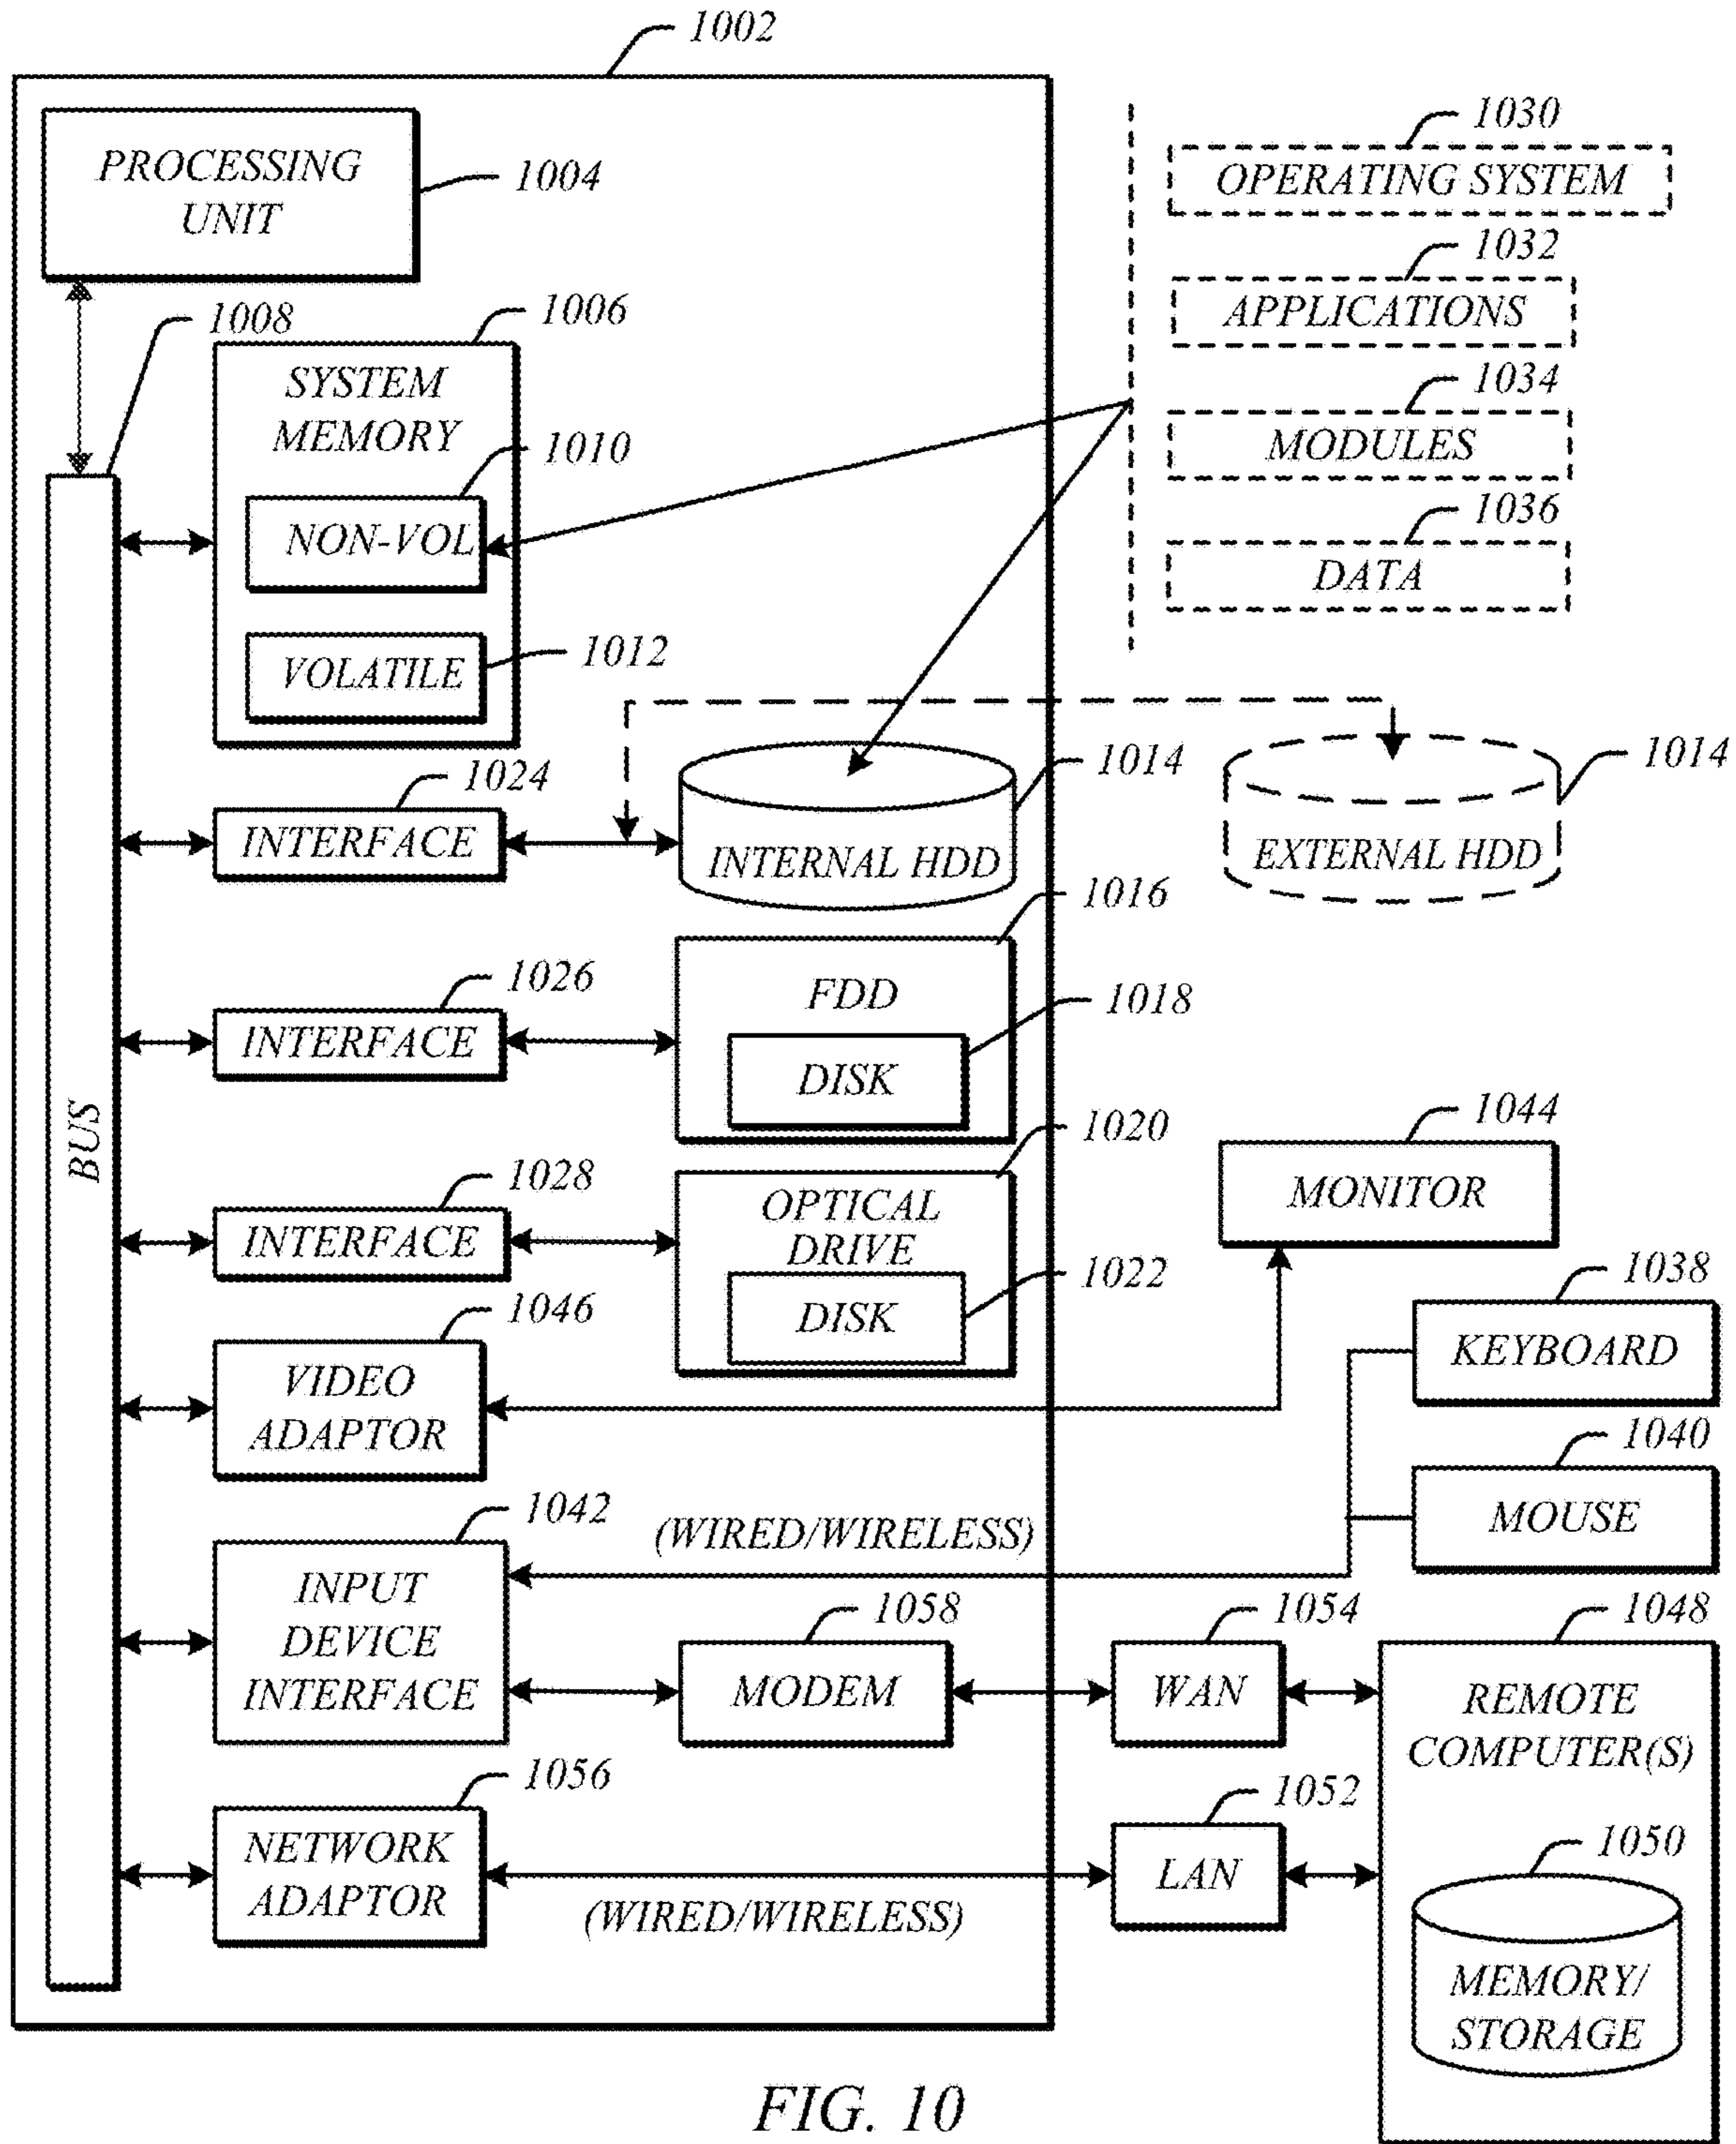 1002
PROCESSING
UNIT
1004
1030
OPERATING SYSTEM
1032
APPLICATIONS
1034
MODULES
1036
DATA
1008
1006
SYSTEM
MEMORY
1010
NON-VOL
1012
VOLATILE
BUS
1024
INTERFACE
1014
INTERNAL HDD
1014
EXTERNAL HDD
1016
FDD
1026
INTERFACE
1018
DISK
1020
OPTICAL
DRIVE
1028
INTERFACE
1022
DISK
1044
MONITOR
1038
KEYBOARD
1046
VIDEO
ADAPTOR
1040
MOUSE
1042
INPUT
DEVICE
INTERFACE
(WIRED/WIRELESS)
1058
MODEM
1054
WAN
1048
REMOTE
COMPUTER(S)
1056
NETWORK
ADAPTOR
(WIRED/WIRELESS)
1052
LAN
1050
MEMORY/
STORAGE
FIG. 10